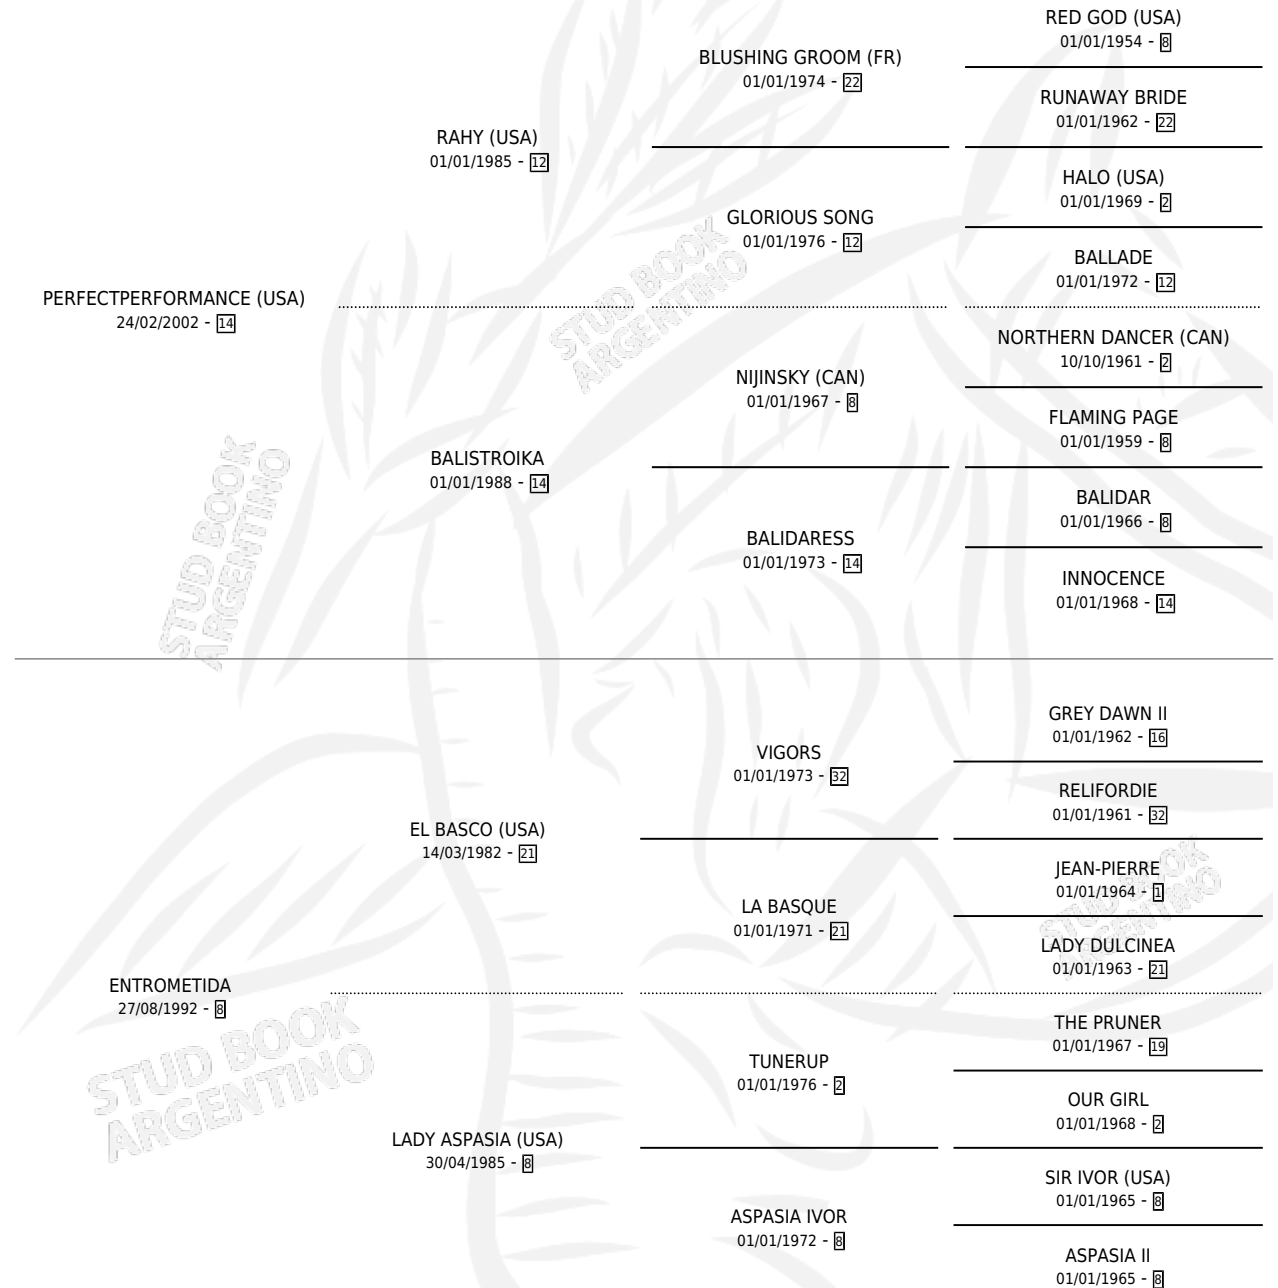 RED GOD (USA)
01/01/1954 - 8
BLUSHING GROOM (FR)
01/01/1974 - 22
RUNAWAY BRIDE
01/01/1962 - 22
RAHY (USA)
01/01/1985 - 12
HALO (USA)
01/01/1969 - 2
GLORIOUS SONG
01/01/1976 - 12
BALLADE
01/01/1972 - 12
PERFECTPERFORMANCE (USA)
24/02/2002 - 14
NORTHERN DANCER (CAN)
10/10/1961 - 2
NIJINSKY (CAN)
01/01/1967 - 8
FLAMING PAGE
01/01/1959 - 8
BALISTROIKA
01/01/1988 - 14
BALIDAR
01/01/1966 - 8
BALIDARESS
01/01/1973 - 14
INNOCENCE
01/01/1968 - 14
GREY DAWN II
01/01/1962 - 16
VIGORS
01/01/1973 - 32
RELIFORDIE
01/01/1961 - 32
EL BASCO (USA)
14/03/1982 - 21
JEAN-PIERRE
01/01/1964 - 1
LA BASQUE
01/01/1971 - 21
LADY DULCINEA
01/01/1963 - 21
ENTROMETIDA
27/08/1992 - 8
THE PRUNER
01/01/1967 - 19
TUNERUP
01/01/1976 - 2
OUR GIRL
01/01/1968 - 2
LADY ASPASIA (USA)
30/04/1985 - 8
SIR IVOR (USA)
01/01/1965 - 8
ASPASIA IVOR
01/01/1972 - 8
ASPASIA II
01/01/1965 - 8
STUD BOOK
ARGENTINO
STUD BOOK
ARGENTINO
STUD BOOK
ARGENTINO
STUD BOOK
ARGENTINO